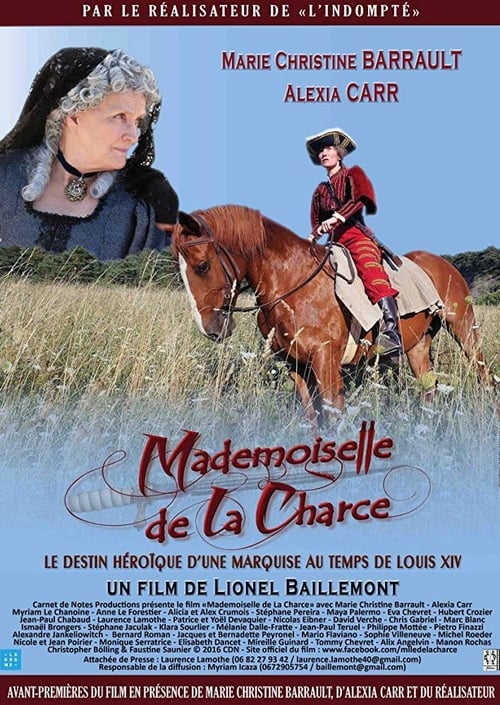 PAR LE RÉALISATEUR DE «L'INDOMPTÉ»
MARIE CHRISTINE BARRAULT
ALEXIA CARR
Mademoiselle
de La Charce
LE DESTIN HÉROÏQUE D'UNE MARQUISE AU TEMPS DE LOUIS XIV
UN FILM DE LIONEL BAILLEMONT
Carnet de Notes Productions présente le film «Mademoiselle de La Charce» avec Marie Christine Barrault - Alexia Carr
Myriam Le Chanoine - Anne Le Forestier - Alicia et Alex Crumois - Stéphane Pereira - Maya Palermo - Eva Chevret - Hubert Crozier
Jean-Paul Chabaud - Laurence Lamothe - Patrice et Yoël Devaquier - Nicolas Eibner - David Verche - Chris Gabriel - Marc Blanc
Ismaël Brongers - Stéphane Jaculak - Klara Sourlier - Mélanie Dalle-Fratte - Jean-Paul Terol - Philippe Miottée - Pietro Finazzi
Alexandre Jankeliowitch - Bernard Roman - Jacques et Bernadette Peyronel - Mario Flaviano - Sophie Villeneuve - Michel Roeder
Nicole et Jean Poirier - Monique Serratrice - Elisabeth Dancet - Mireille Guinard - Tommy Chevret - Alix Angelvin - Manon Rochas
Christopher Bölling & Faustine Saunier © 2016 CDN - Site officiel du film : www.facebook.com/mlledelacharce
Attachée de Presse : Laurence Lamothe (06 82 27 93 42 / laurence.lamothe40@gmail.com)
Responsable de la diffusion : Myriam Icaza (0672905754 / baillemont@gmail.com)
LA DRÔME
AVANT-PREMIÈRES DU FILM EN PRÉSENCE DE MARIE CHRISTINE BARRAULT, D'ALEXIA CARR ET DU RÉALISATEUR